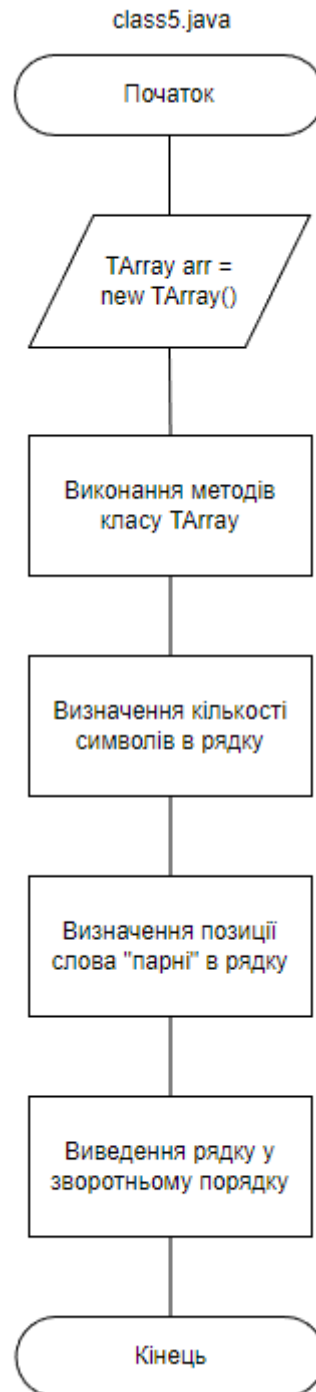 class5.java
Початок
TArray arr =
new TArray()
Виконання методів
класу TArray
Визначення кількості
символів в рядку
Визначення позиції
слова "парні" в рядку
Виведення рядку у
зворотньому порядку
Кінець